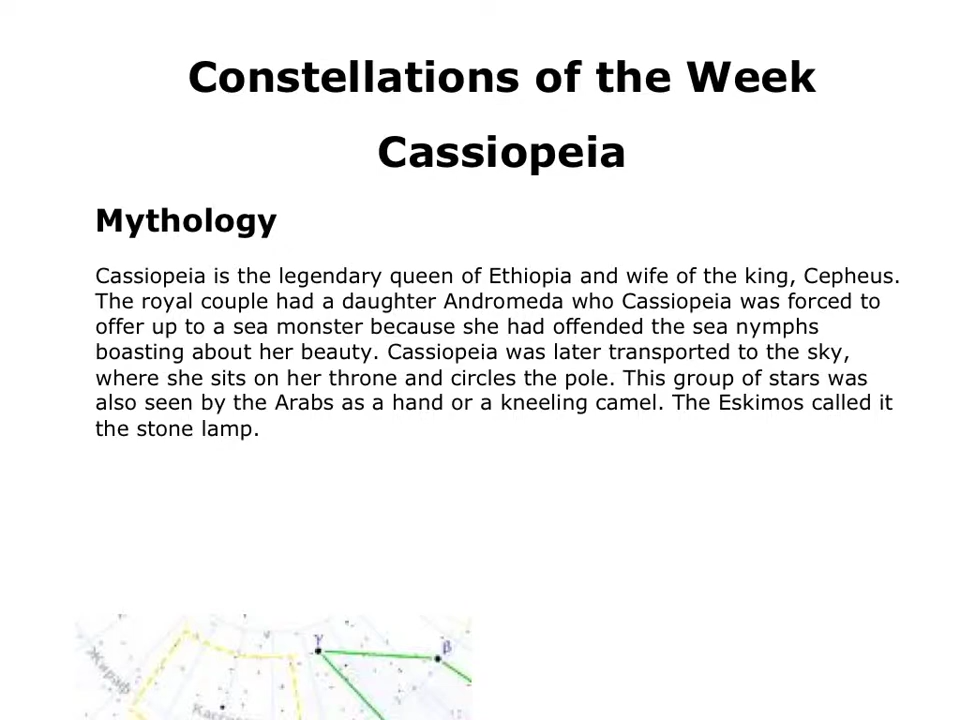 Constellations of the Week
Cassiopeia
Mythology
Cassiopeia is the legendary queen of Ethiopia and wife of the king, Cepheus.
The royal couple had a daughter Andromeda who Cassiopeia was forced to
offer up to a sea monster because she had offended the sea nymphs
boasting about her beauty. Cassiopeia was later transported to the sky,
where she sits on her throne and circles the pole. This group of stars was
also seen by the Arabs as a hand or a kneeling camel. The Eskimos called it
the stone lamp.
γ
β
Жираф